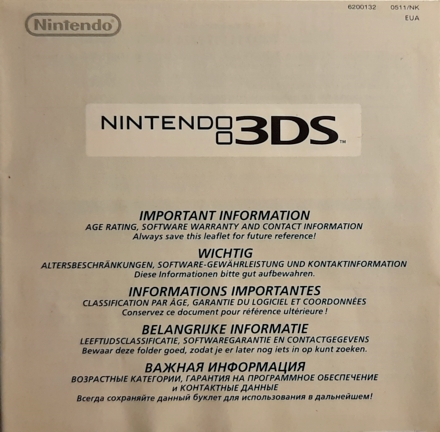 6200132 0511/NK
EUA
Nintendo
NINTENDO 3DS™
IMPORTANT INFORMATION
AGE RATING, SOFTWARE WARRANTY AND CONTACT INFORMATION
Always save this leaflet for future reference!
WICHTIG
ALTERSBESCHRÄNKUNGEN, SOFTWARE-GEWÄHRLEISTUNG UND KONTAKTINFORMATION
Diese Informationen bitte gut aufbewahren.
INFORMATIONS IMPORTANTES
CLASSIFICATION PAR ÂGE, GARANTIE DU LOGICIEL ET COORDONNÉES
Conservez ce document pour référence ultérieure !
BELANGRIJKE INFORMATIE
LEEFTIJDSCLASSIFICATIE, SOFTWAREGARANTIE EN CONTACTGEGEVENS
Bewaar deze folder goed, zodat je er later nog iets in op kunt zoeken.
ВАЖНАЯ ИНФОРМАЦИЯ
ВОЗРАСТНЫЕ КАТЕГОРИИ, ГАРАНТИЯ НА ПРОГРАММНОЕ ОБЕСПЕЧЕНИЕ
и КОНТАКТНЫЕ ДАННЫЕ
Всегда сохраняйте данный буклет для использования в дальнейшем!